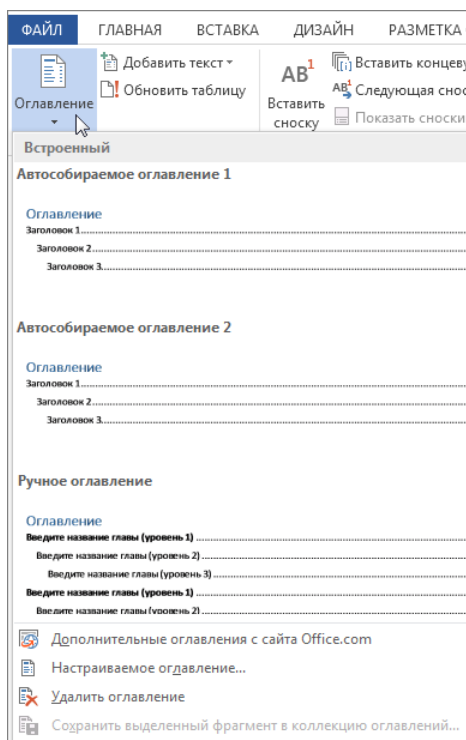 ФАЙЛ ГЛАВНАЯ ВСТАВКА ДИЗАЙН РАЗМЕТКА
Оглавление
Добавить текст
Обновить таблицу
AB1
Вставить
сноску
Вставить концеву
AB1 Следующая снос
Показать сноски
Встроенный
Автособираемое оглавление 1
Оглавление
Заголовок 1
Заголовок 2
Заголовок 3
Автособираемое оглавление 2
Оглавление
Заголовок 1
Заголовок 2
Заголовок 3
Ручное оглавление
Оглавление
Введите название главы (уровень 1)
Введите название главы (уровень 2)
Введите название главы (уровень 3)
Введите название главы (уровень 1)
Введите название главы (уровень 2)
Дополнительные оглавления с сайта Office.com
Настраиваемое оглавление...
Удалить оглавление
Сохранить выделенный фрагмент в коллекцию оглавлений...